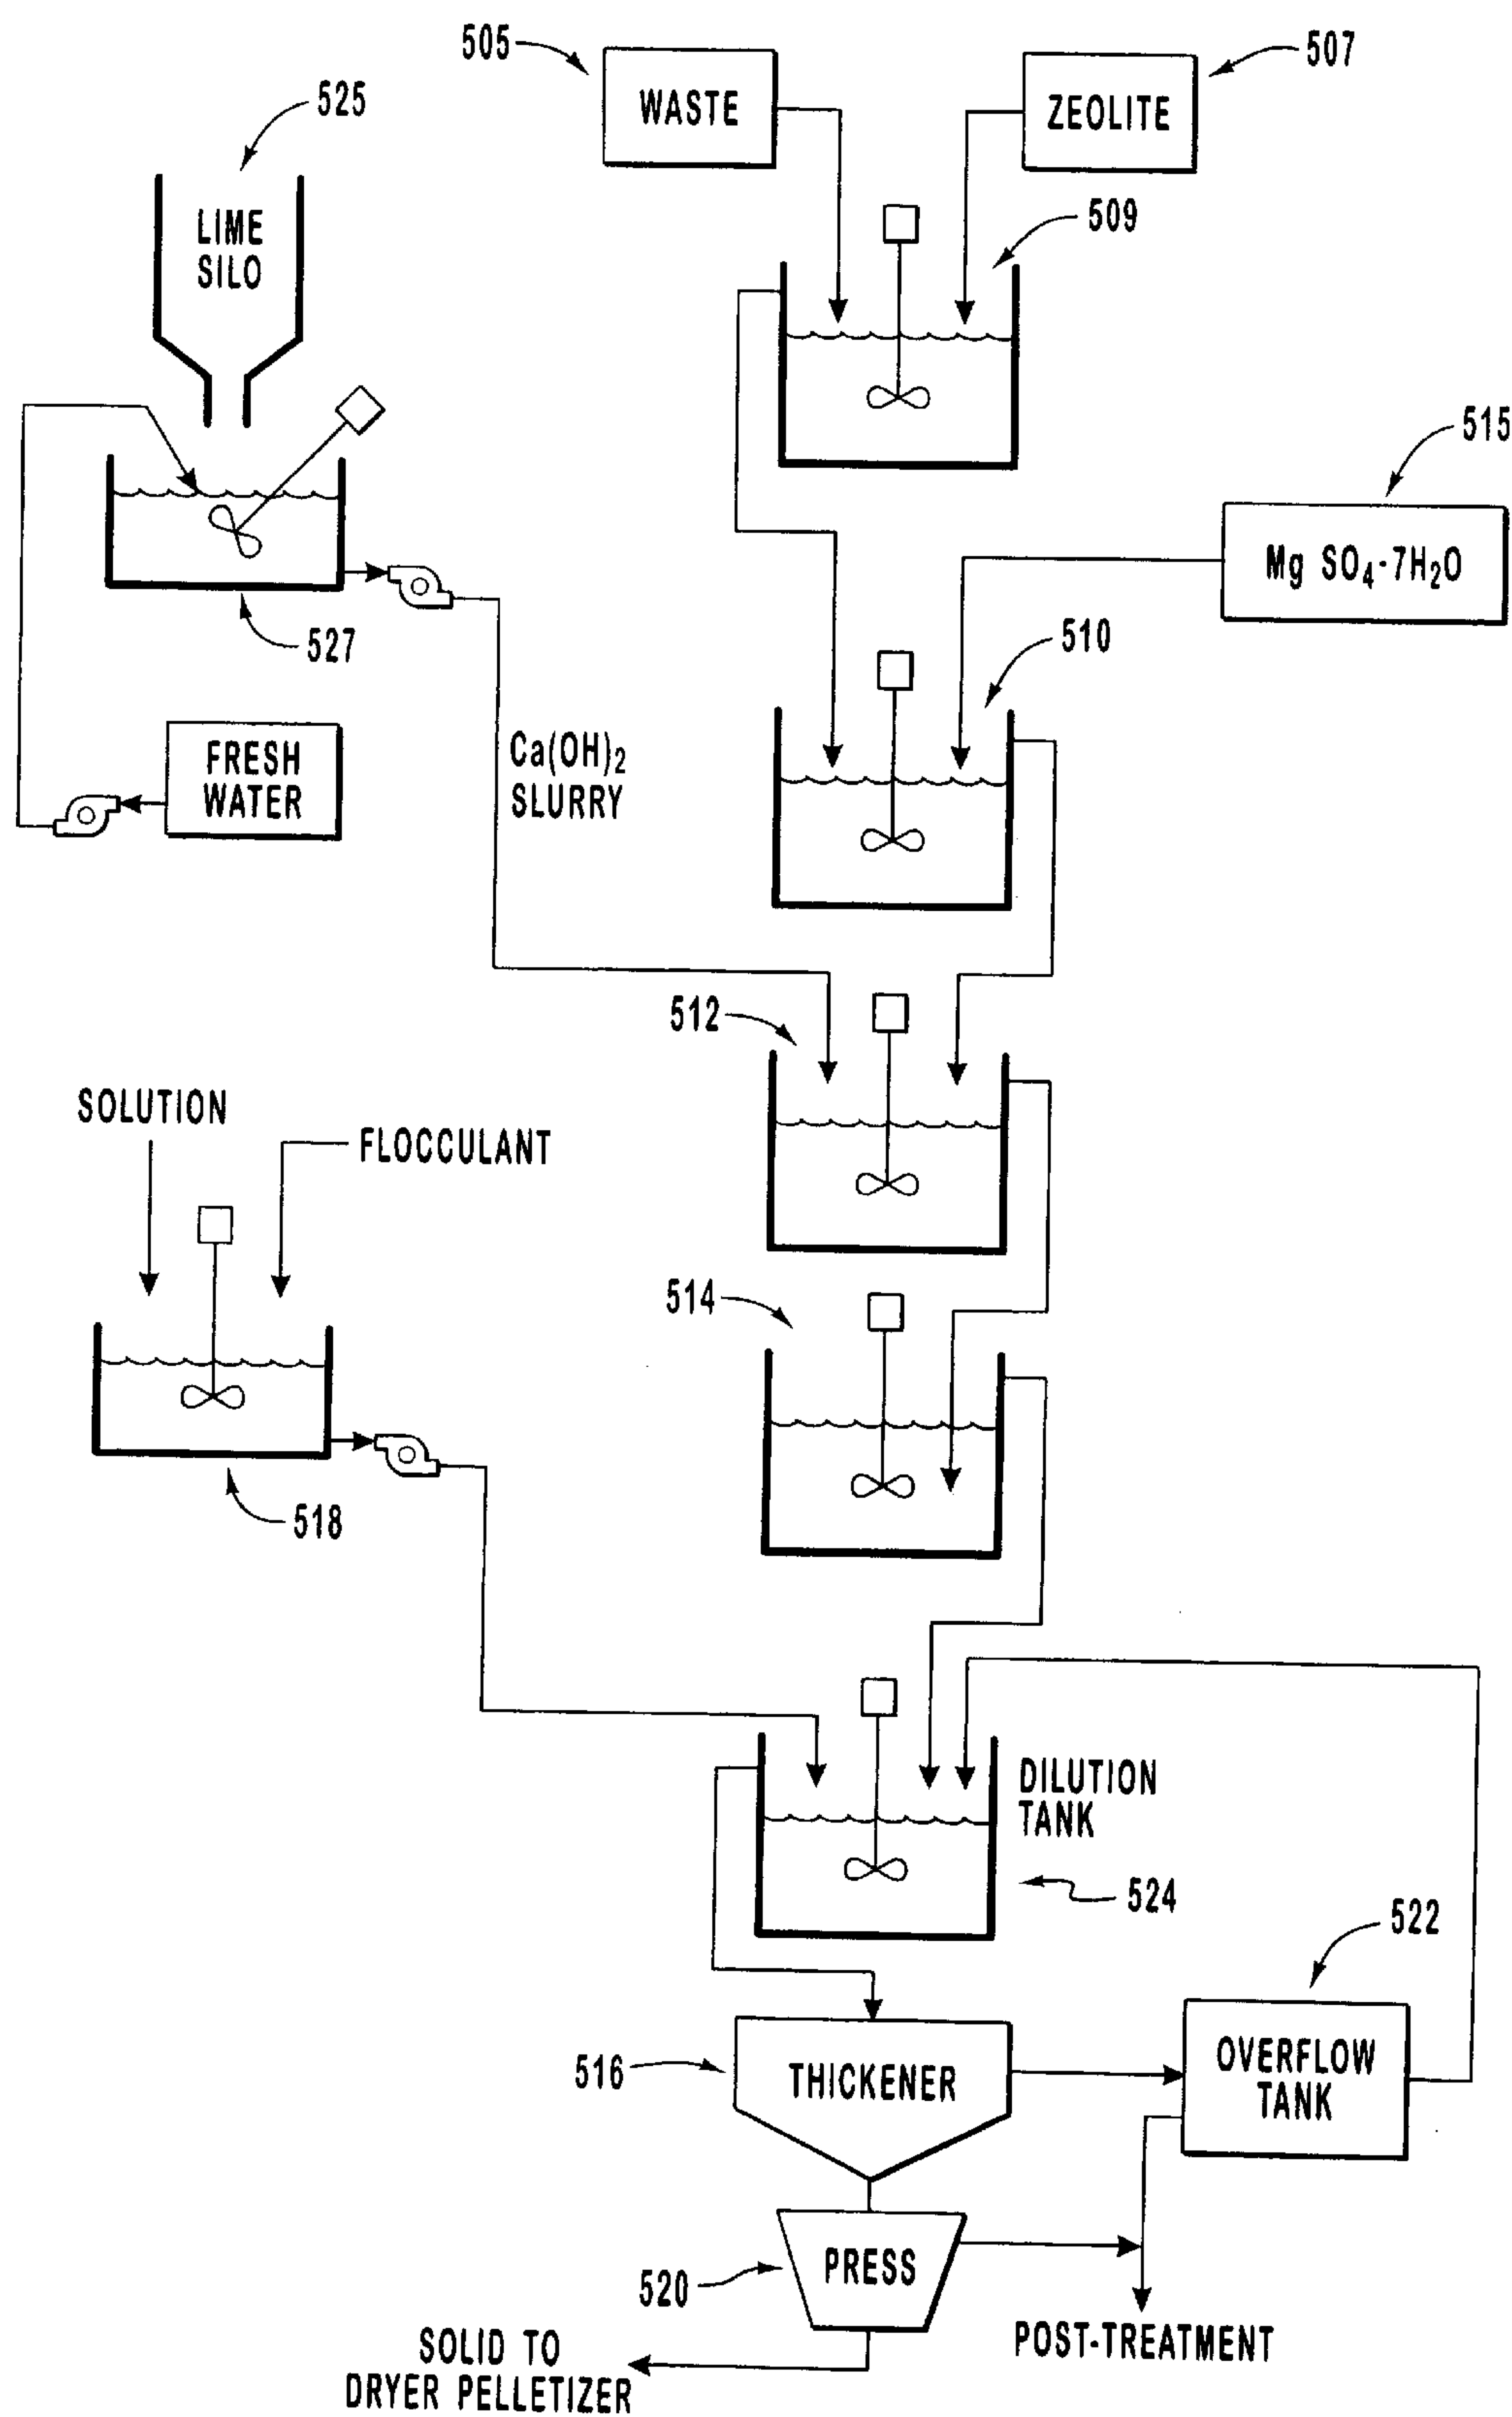 505
WASTE
507
ZEOLITE
525
LIME
SILO
509
515
Mg SO₄·7H₂O
527
510
FRESH
WATER
Ca(OH)₂
SLURRY
512
SOLUTION
FLOCCULANT
514
518
DILUTION
TANK
524
522
516
THICKENER
OVERFLOW
TANK
520
PRESS
POST-TREATMENT
SOLID TO
DRYER PELLETIZER